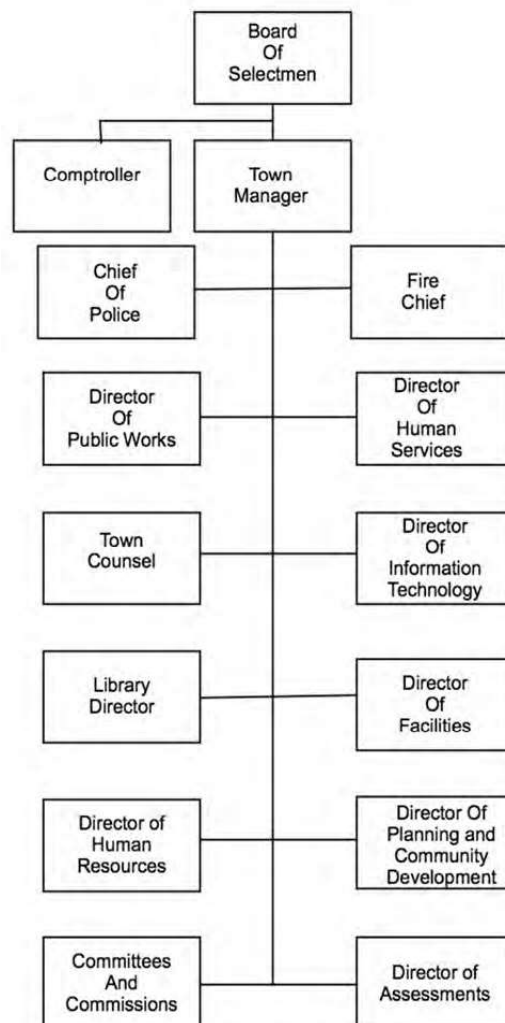 Board
Of
Selectmen
Comptroller
Town
Manager
Chief
Of
Police
Fire
Chief
Director
Of
Public Works
Director
Of
Human
Services
Town
Counsel
Director
Of
Information
Technology
Library
Director
Director
Of
Facilities
Director of
Human
Resources
Director Of
Planning and
Community
Development
Committees
And
Commissions
Director of
Assessments